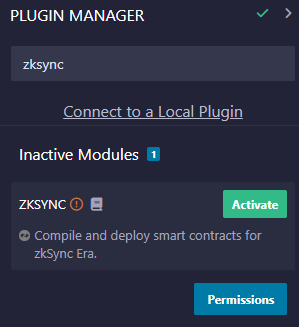 PLUGIN MANAGER
zksync
Connect to a Local Plugin
Inactive Modules 1
ZKSYNC
Activate
Compile and deploy smart contracts for
zkSync Era.
Permissions